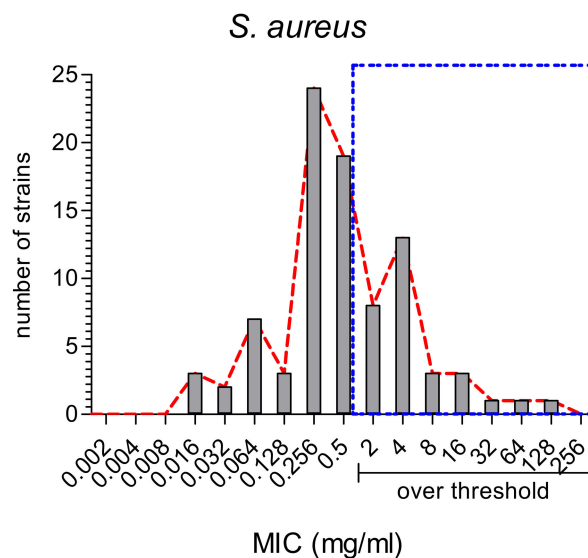 S. aureus
number of strains
25
20
15
10
5
0
0.002 0.004 0.008 0.016 0.032 0.064 0.128 0.256 0.5 2 4 8 16 32 64 128 256
over threshold
MIC (mg/ml)